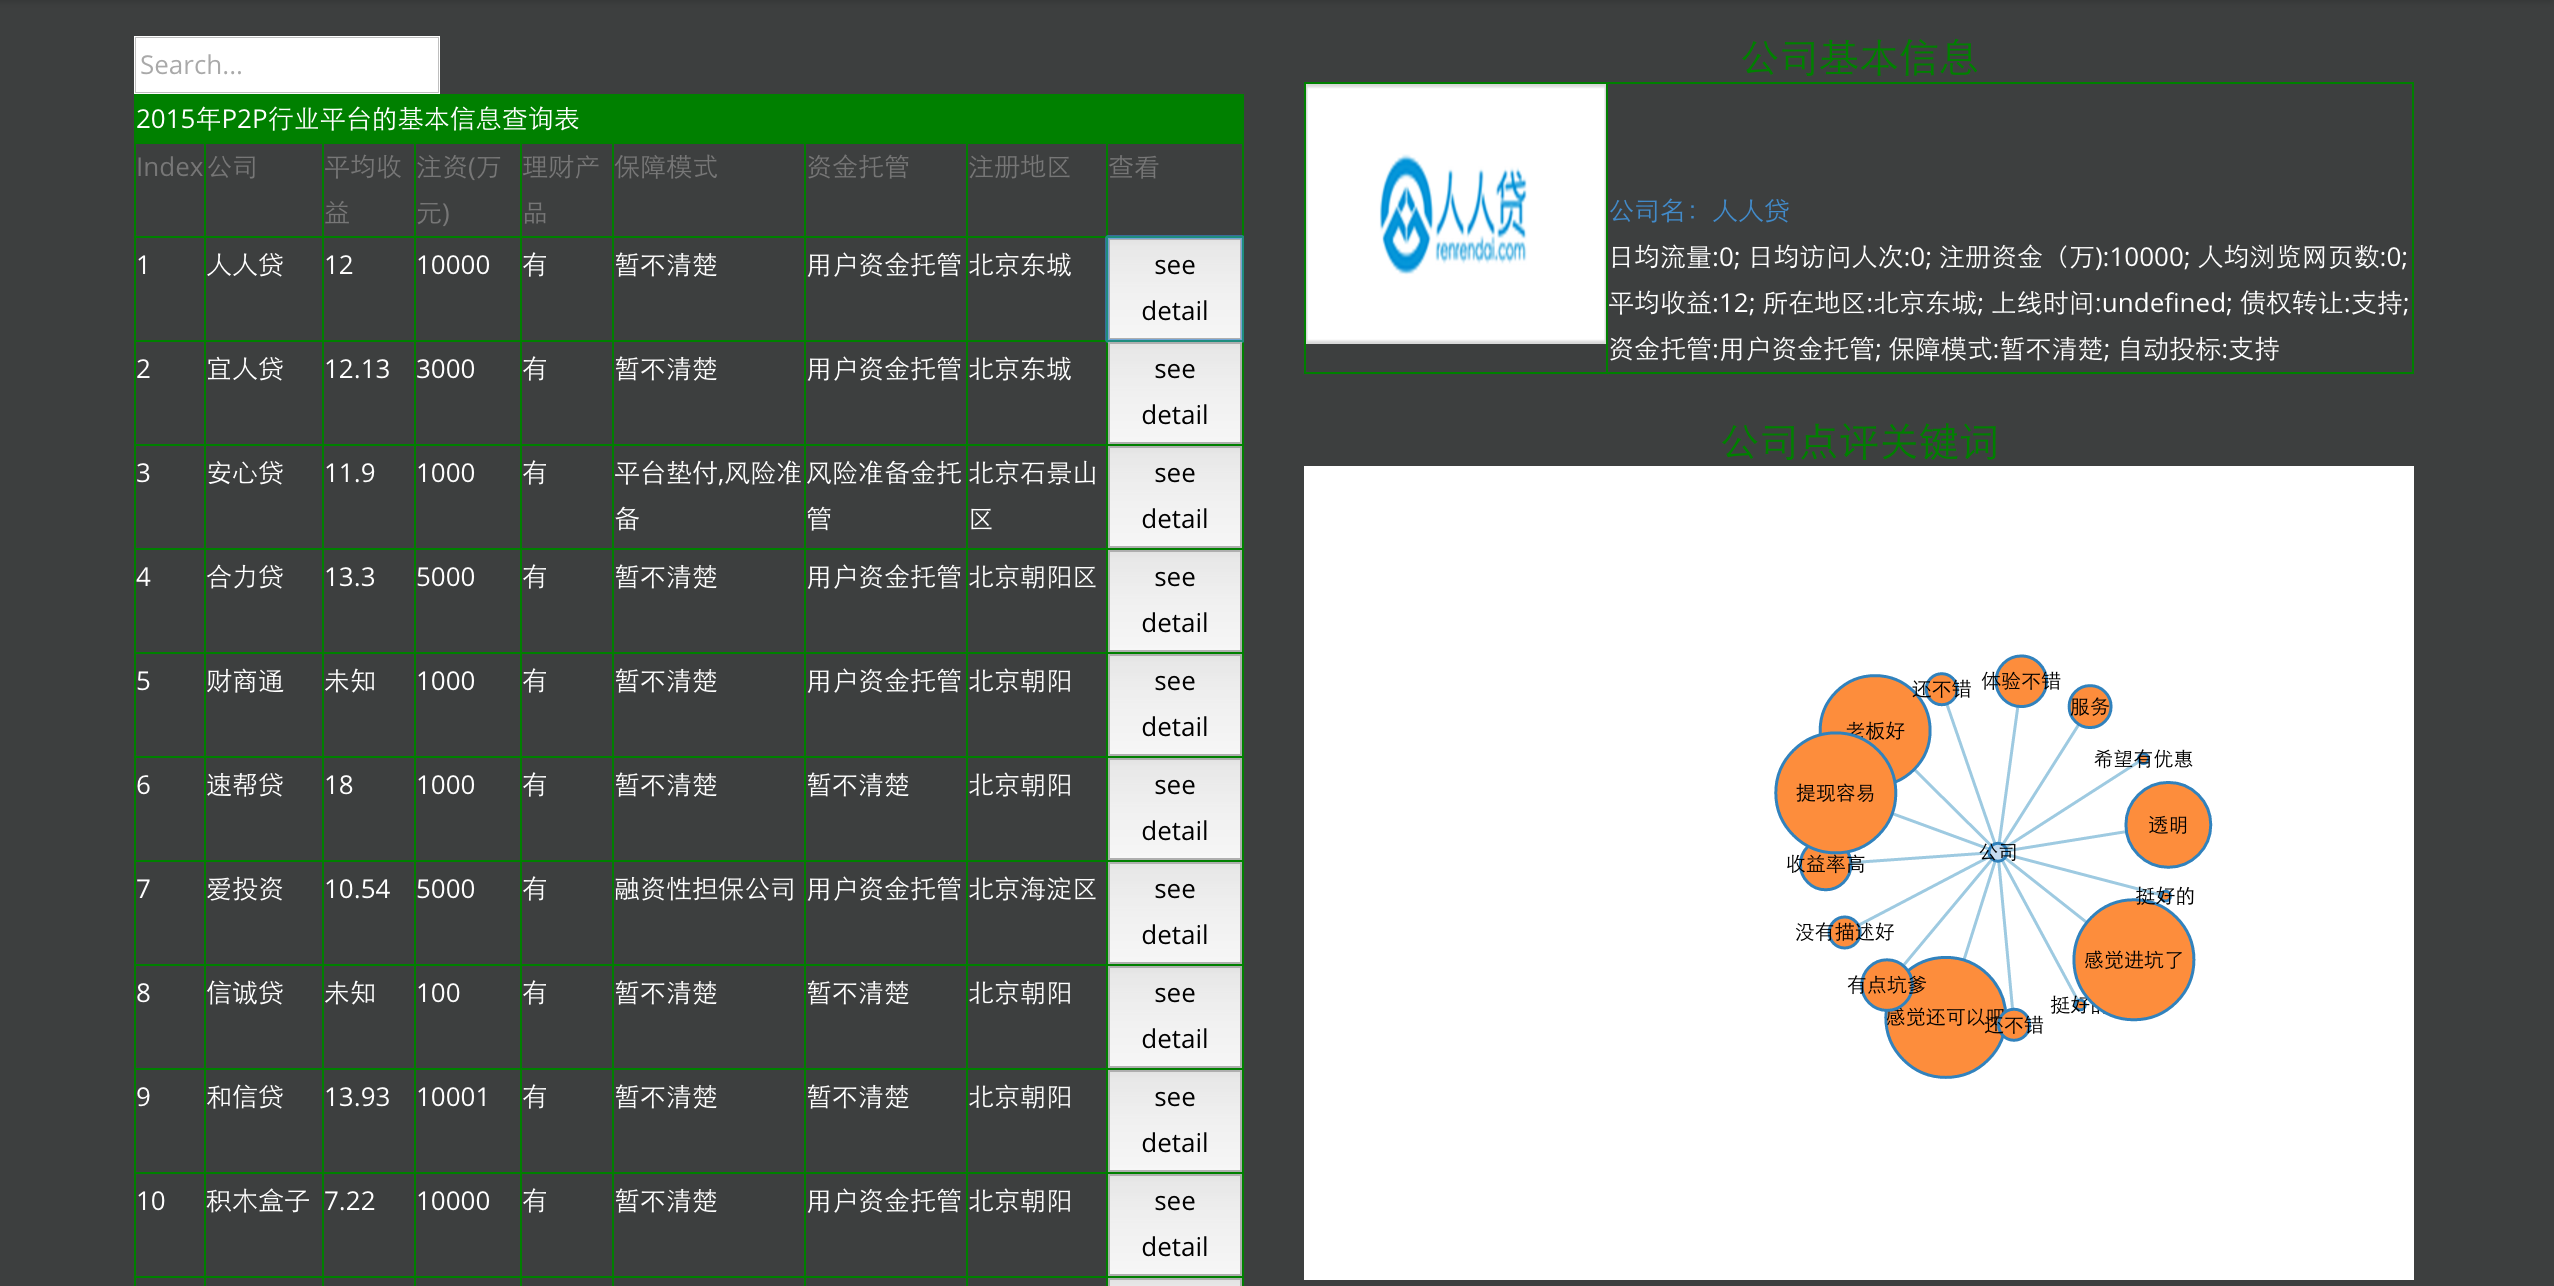 Search...
2015年P2P行业平台的基本信息查询表
Index 公司 平均收益 注资(万元) 理财产品 保障模式 资金托管 注册地区 查看
1 人人贷 12 10000 有 暂不清楚 用户资金托管 北京东城 see detail
2 宜人贷 12.13 3000 有 暂不清楚 用户资金托管 北京东城 see detail
3 安心贷 11.9 1000 有 平台垫付,风险准备 风险准备金托管 北京石景山区 see detail
4 合力贷 13.3 5000 有 暂不清楚 用户资金托管 北京朝阳区 see detail
5 财商通 未知 1000 有 暂不清楚 用户资金托管 北京朝阳 see detail
6 速帮贷 18 1000 有 暂不清楚 暂不清楚 北京朝阳 see detail
7 爱投资 10.54 5000 有 融资性担保公司 用户资金托管 北京海淀区 see detail
8 信诚贷 未知 100 有 暂不清楚 暂不清楚 北京朝阳 see detail
9 和信贷 13.93 10001 有 暂不清楚 暂不清楚 北京朝阳 see detail
10 积木盒子 7.22 10000 有 暂不清楚 用户资金托管 北京朝阳 see detail
公司基本信息
人人贷
renrendai.com
公司名：人人贷
日均流量:0; 日均访问人次:0; 注册资金（万):10000; 人均浏览网页数:0;
平均收益:12; 所在地区:北京东城; 上线时间:undefined; 债权转让:支持;
资金托管:用户资金托管; 保障模式:暂不清楚; 自动投标:支持
公司点评关键词
还不错
体验不错
服务
老板好
希望有优惠
提现容易
透明
公司
收益率高
挺好的
没有描述好
感觉进坑了
有点坑爹
挺好
感觉还可以吧
还不错